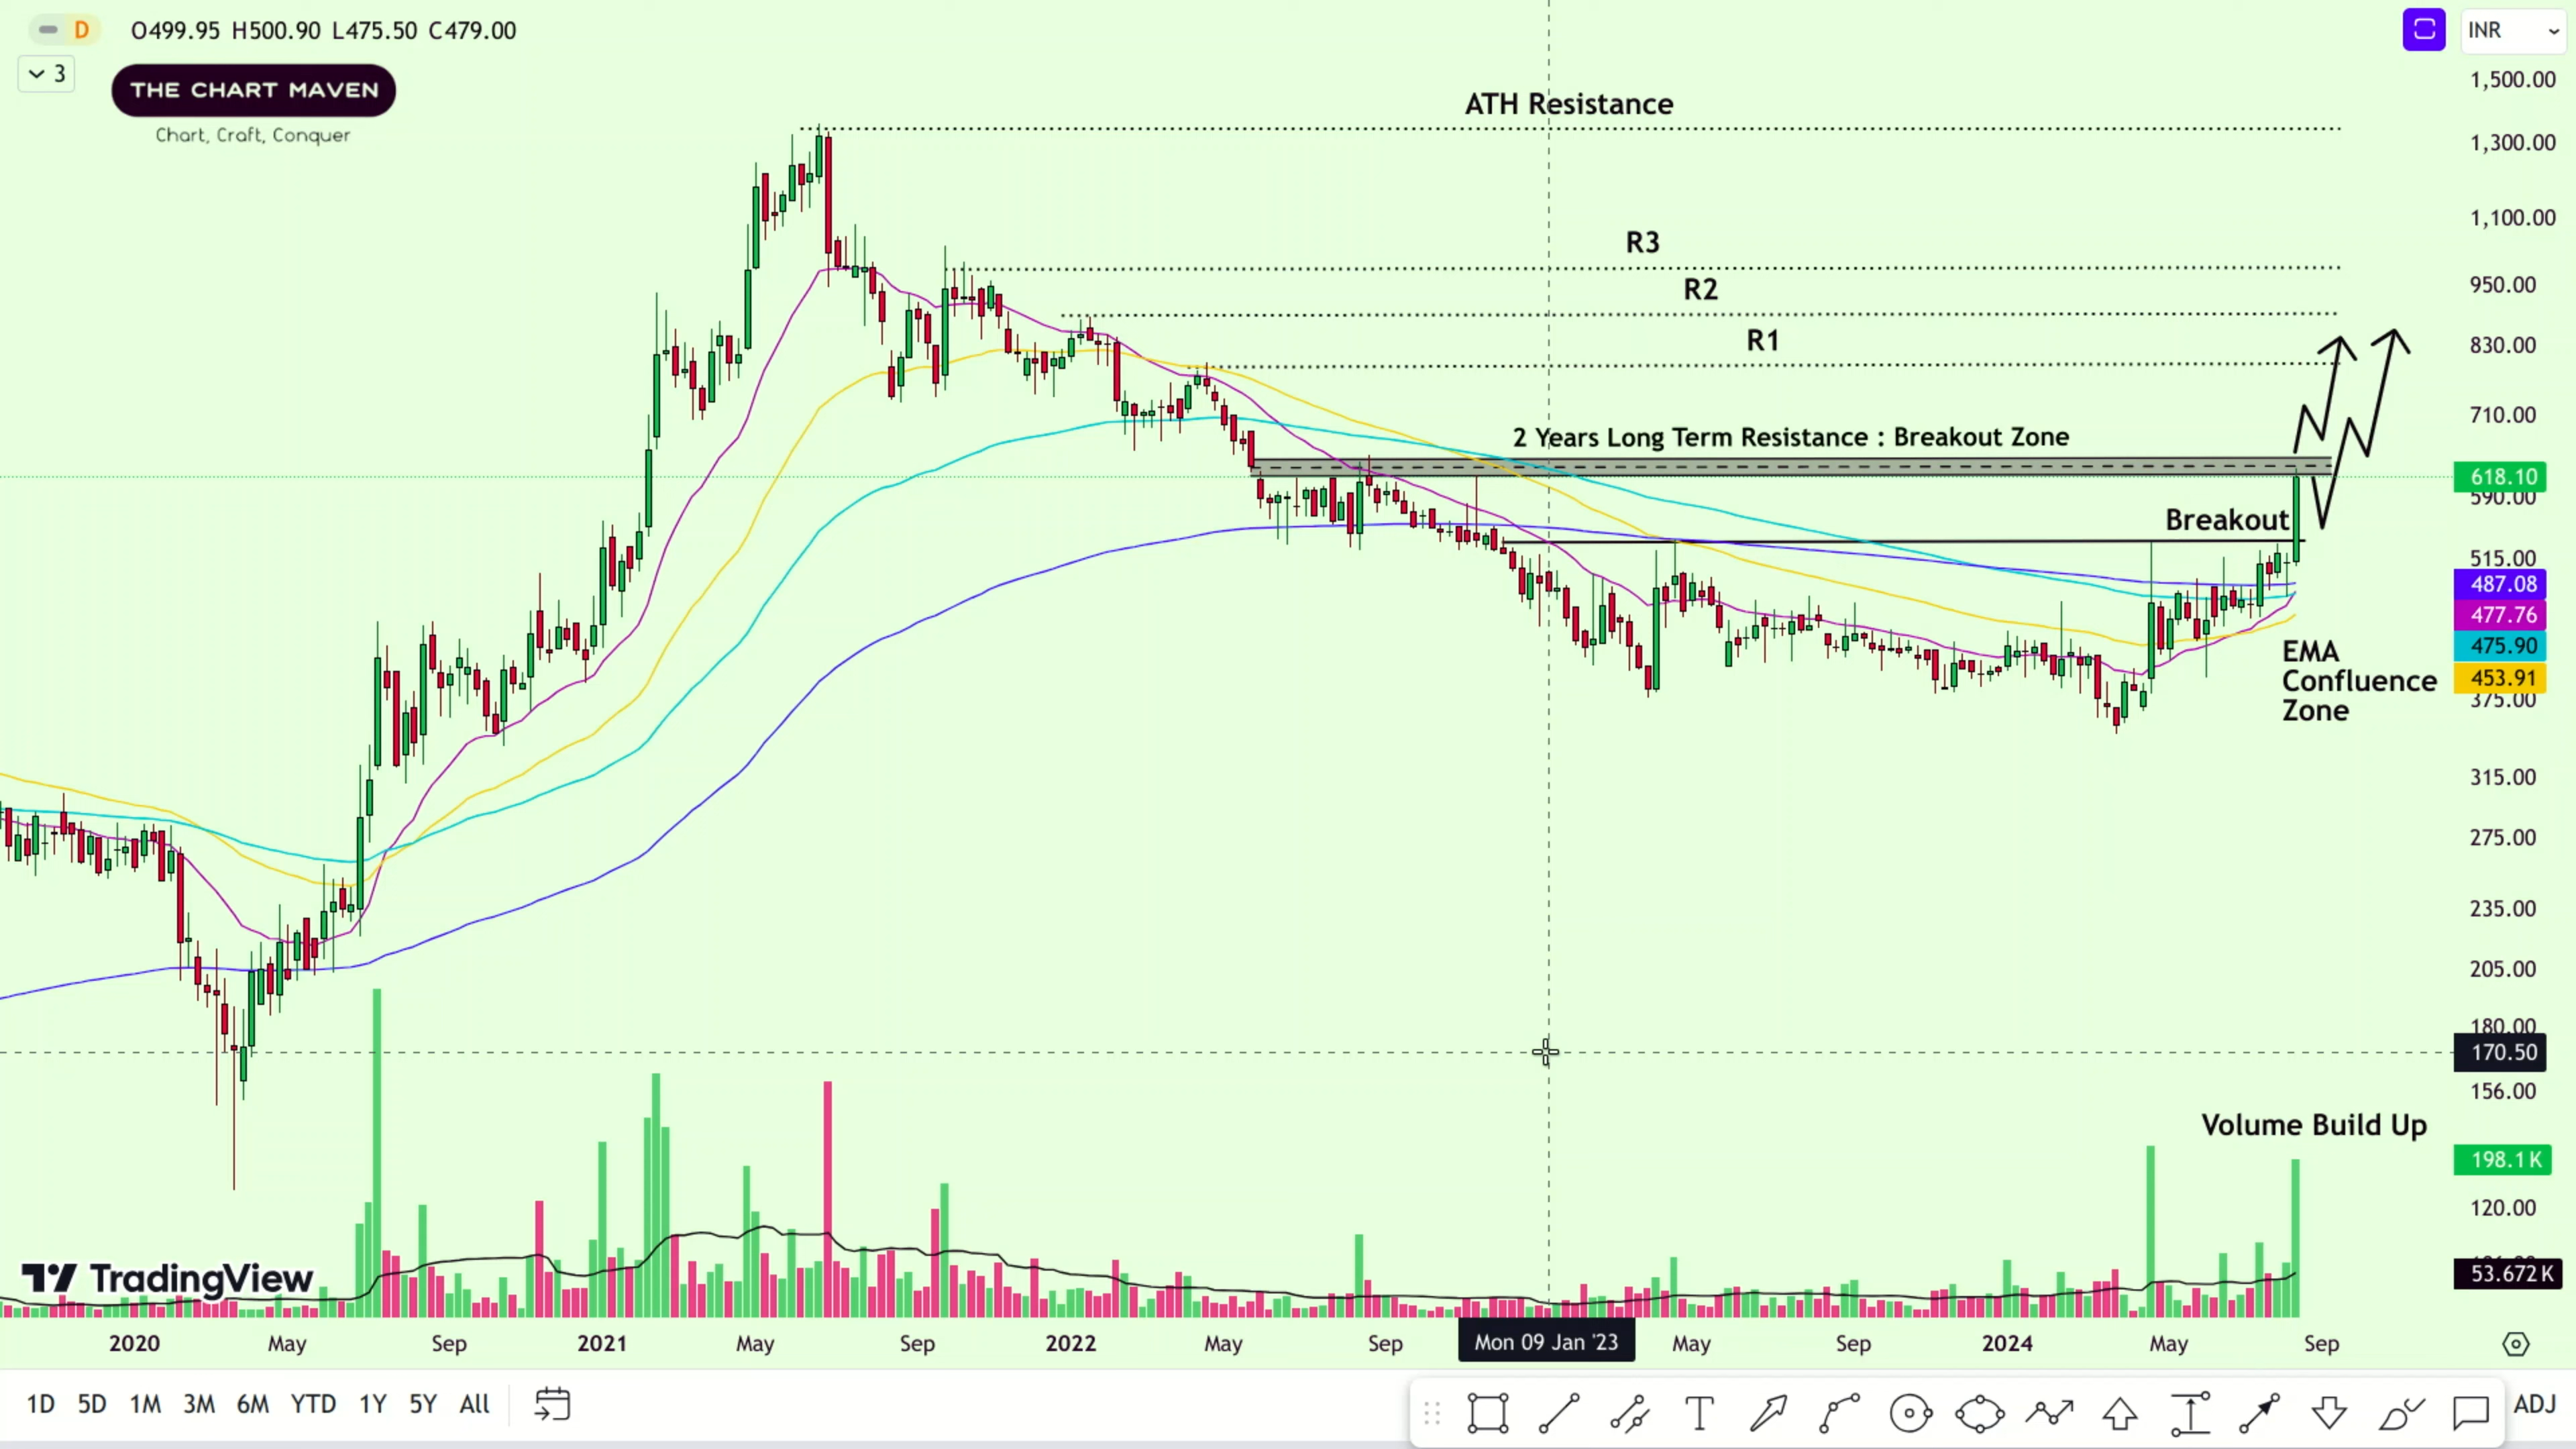 D O499.95 H500.90 L475.50 C479.00
INR
3
THE CHART MAVEN
Chart, Craft, Conquer
ATH Resistance
R3
R2
R1
2 Years Long Term Resistance : Breakout Zone
Breakout
EMA
Confluence
Zone
Volume Build Up
1,500.00
1,300.00
1,100.00
950.00
830.00
710.00
618.10
590.00
515.00
487.08
477.76
475.90
453.91
375.00
315.00
275.00
235.00
205.00
180.00
170.50
156.00
198.1 K
120.00
53.672 K
TradingView
2020 May Sep 2021 May Sep 2022 May Sep Mon 09 Jan '23 May Sep 2024 May Sep
1D 5D 1M 3M 6M YTD 1Y 5Y All
ADJ